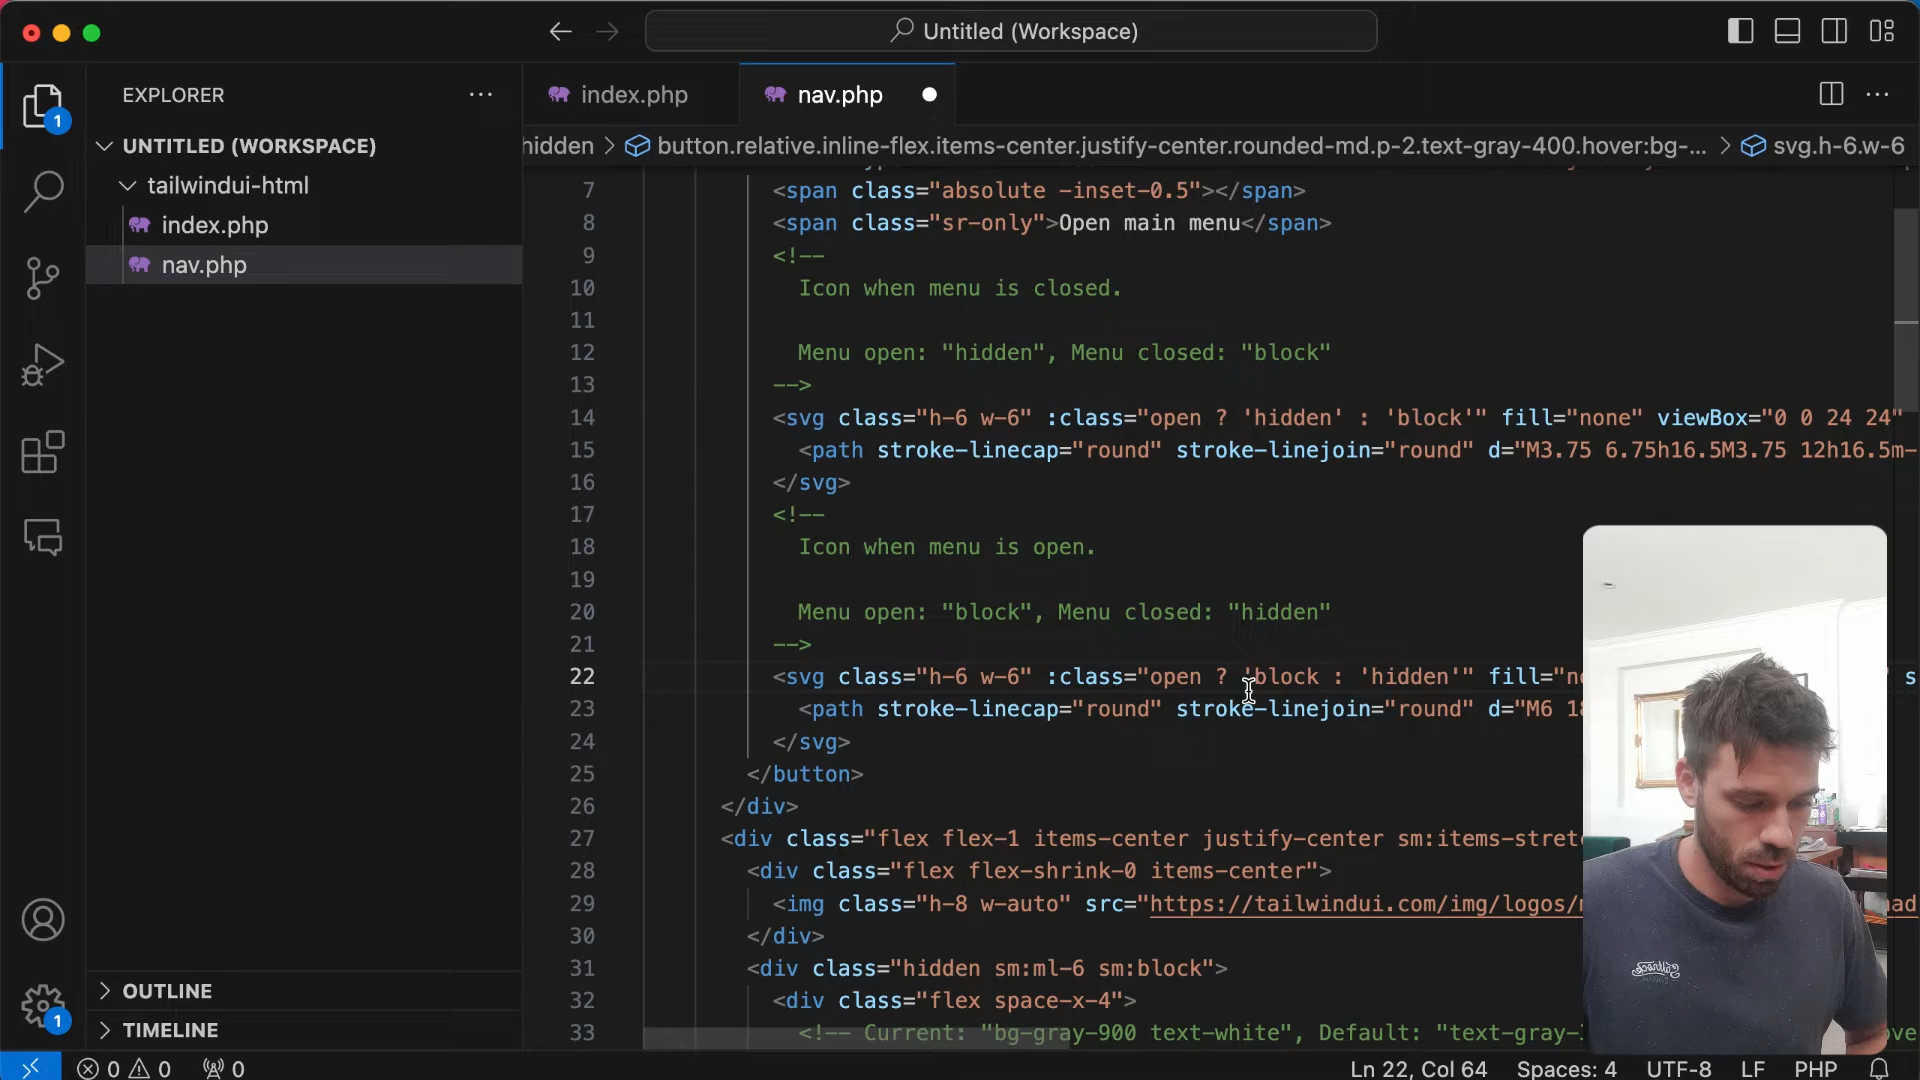 Untitled (Workspace)
EXPLORER
1
UNTITLED (WORKSPACE)
tailwindui-html
index.php
nav.php
OUTLINE
TIMELINE
1
index.php
nav.php
hidden > button.relative.inline-flex.items-center.justify-center.rounded-md.p-2.text-gray-400.hover:bg-... > svg.h-6.w-6
7 <span class="absolute -inset-0.5"></span>
8 <span class="sr-only">Open main menu</span>
9 <!--
10 Icon when menu is closed.
11
12 Menu open: "hidden", Menu closed: "block"
13 -->
14 <svg class="h-6 w-6" :class="open ? 'hidden' : 'block'" fill="none" viewBox="0 0 24 24"
15 <path stroke-linecap="round" stroke-linejoin="round" d="M3.75 6.75h16.5M3.75 12h16.5m-
16 </svg>
17 <!--
18 Icon when menu is open.
19
20 Menu open: "block", Menu closed: "hidden"
21 -->
22 <svg class="h-6 w-6" :class="open ? 'block : 'hidden'" fill="no s
23 <path stroke-linecap="round" stroke-linejoin="round" d="M6 18
24 </svg>
25 </button>
26 </div>
27 <div class="flex flex-1 items-center justify-center sm:items-stret
28 <div class="flex flex-shrink-0 items-center">
29 <img class="h-8 w-auto" src="https://tailwindui.com/img/logos/ ad
30 </div>
31 <div class="hidden sm:ml-6 sm:block">
32 <div class="flex space-x-4">
33 <!-- Current: "bg-gray-900 text-white", Default: "text-gray- ove
0 0 0 Ln 22, Col 64 Spaces: 4 UTF-8 LF PHP